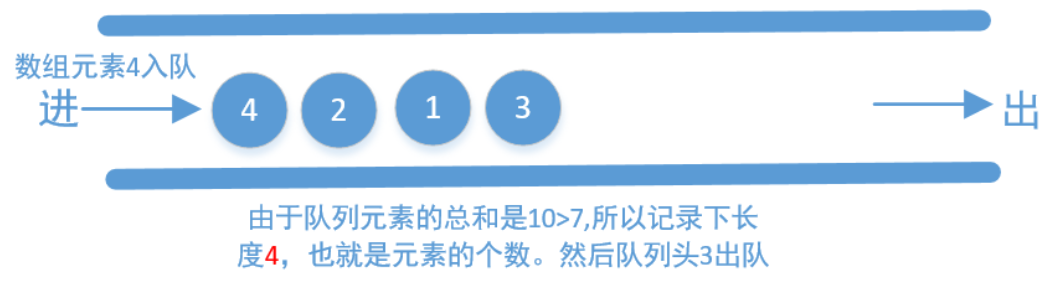 数组元素4入队
进
4 2 1 3
出
由于队列元素的总和是10>7,所以记录下长
度4，也就是元素的个数。然后队列头3出队